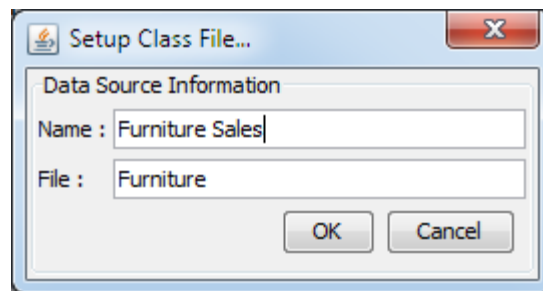 Setup Class File...
Data Source Information
Name : Furniture Sales
File : Furniture
OK Cancel